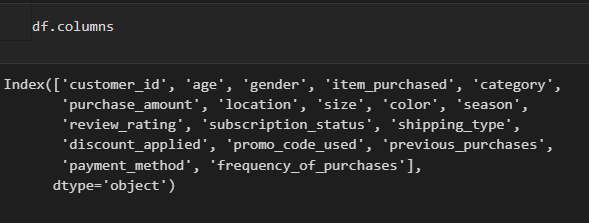 df.columns
Index(['customer_id', 'age', 'gender', 'item_purchased', 'category',
'purchase_amount', 'location', 'size', 'color', 'season',
'review_rating', 'subscription_status', 'shipping_type',
'discount_applied', 'promo_code_used', 'previous_purchases',
'payment_method', 'frequency_of_purchases'],
dtype='object')